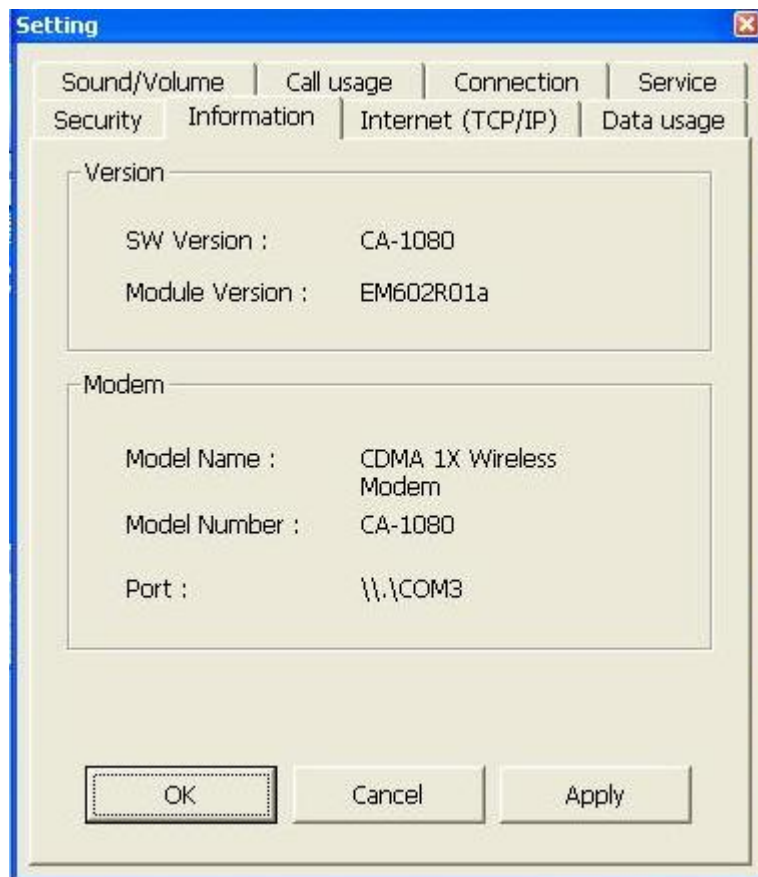 Setting
Sound/Volume Call usage Connection Service
Security Information Internet (TCP/IP) Data usage
Version
SW Version : CA-1080
Module Version : EM602R01a
Modem
Model Name : CDMA 1X Wireless
Modem
Model Number : CA-1080
Port : \\.\COM3
OK Cancel Apply